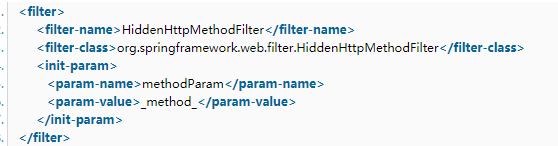 <filter>
<filter-name>HiddenHttpMethodFilter</filter-name>
<filter-class>org.springframework.web.filter.HiddenHttpMethodFilter</filter-class>
<init-param>
<param-name>methodParam</param-name>
<param-value>_method_</param-value>
</init-param>
</filter>